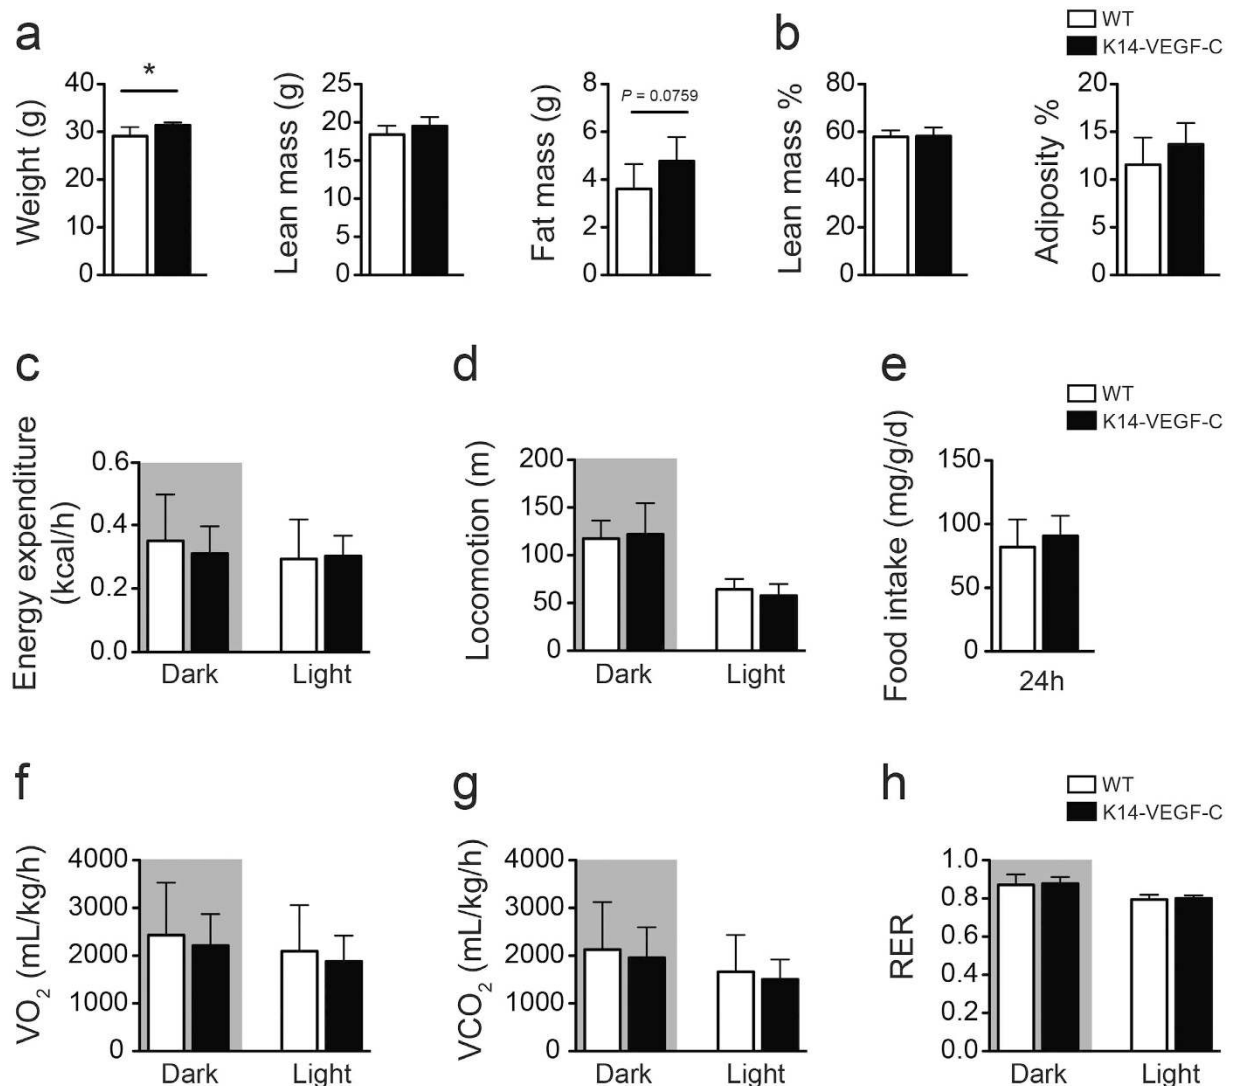 a
b
WT
K14-VEGF-C
Weight (g)
40
30
20
10
0
*
Lean mass (g)
25
20
15
10
5
0
Fat mass (g)
8
6
4
2
0
P = 0.0759
Lean mass %
80
60
40
20
0
Adiposity %
20
15
10
5
0
c
Energy expenditure
(kcal/h)
0.6
0.4
0.2
0.0
Dark
Light
d
Locomotion (m)
200
150
100
50
0
Dark
Light
e
WT
K14-VEGF-C
Food intake (mg/g/d)
150
100
50
0
24h
f
VO2 (mL/kg/h)
4000
3000
2000
1000
0
Dark
Light
g
VCO2 (mL/kg/h)
4000
3000
2000
1000
0
Dark
Light
h
WT
K14-VEGF-C
RER
1.0
0.8
0.6
0.4
0.2
0.0
Dark
Light